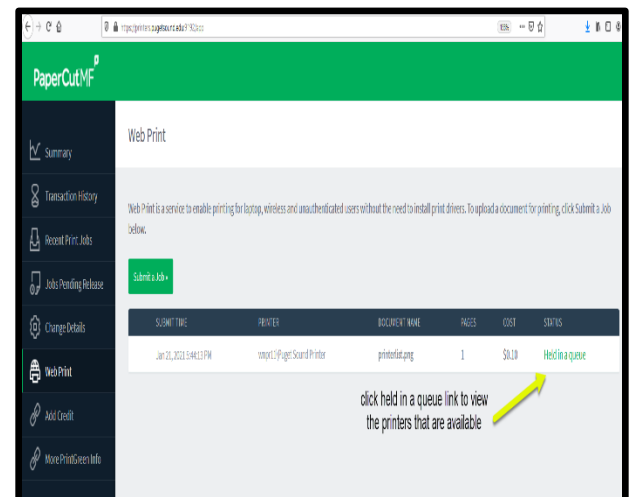 105%
PaperCutMF
P
Web Print
Summary
Transaction History
Web Print is a service to enable printing for laptop, wireless and unauthenticated users without the need to install print drivers. To upload a document for printing, click Submit a Job
below.
Recent Print Jobs
Submit a Job »
Jobs Pending Release
SUBMIT TIME PRINTER DOCUMENT NAME PAGES COST STATUS
Change Details
Jan 21, 2021 5:44:13 PM Puget Sound Printer printerlist.png 1 $0.10 Held in a queue
Web Print
click held in a queue link to view
the printers that are available
Add Credit
More PrintGreen Info